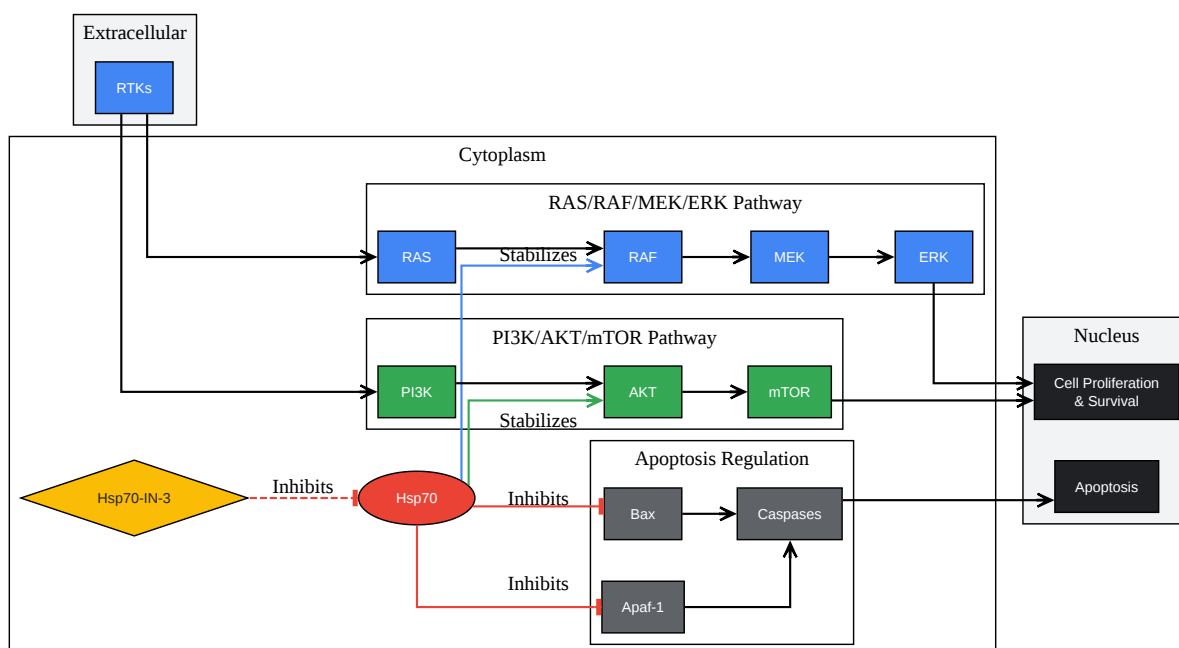 Extracellular
RTKs
Cytoplasm
RAS/RAF/MEK/ERK Pathway
RAS
Stabilizes
RAF
MEK
ERK
PI3K/AKT/mTOR Pathway
PI3K
AKT
mTOR
Stabilizes
Nucleus
Cell Proliferation
& Survival
Apoptosis
Hsp70-IN-3
Inhibits
Hsp70
Apoptosis Regulation
Inhibits
Bax
Caspases
Inhibits
Apaf-1